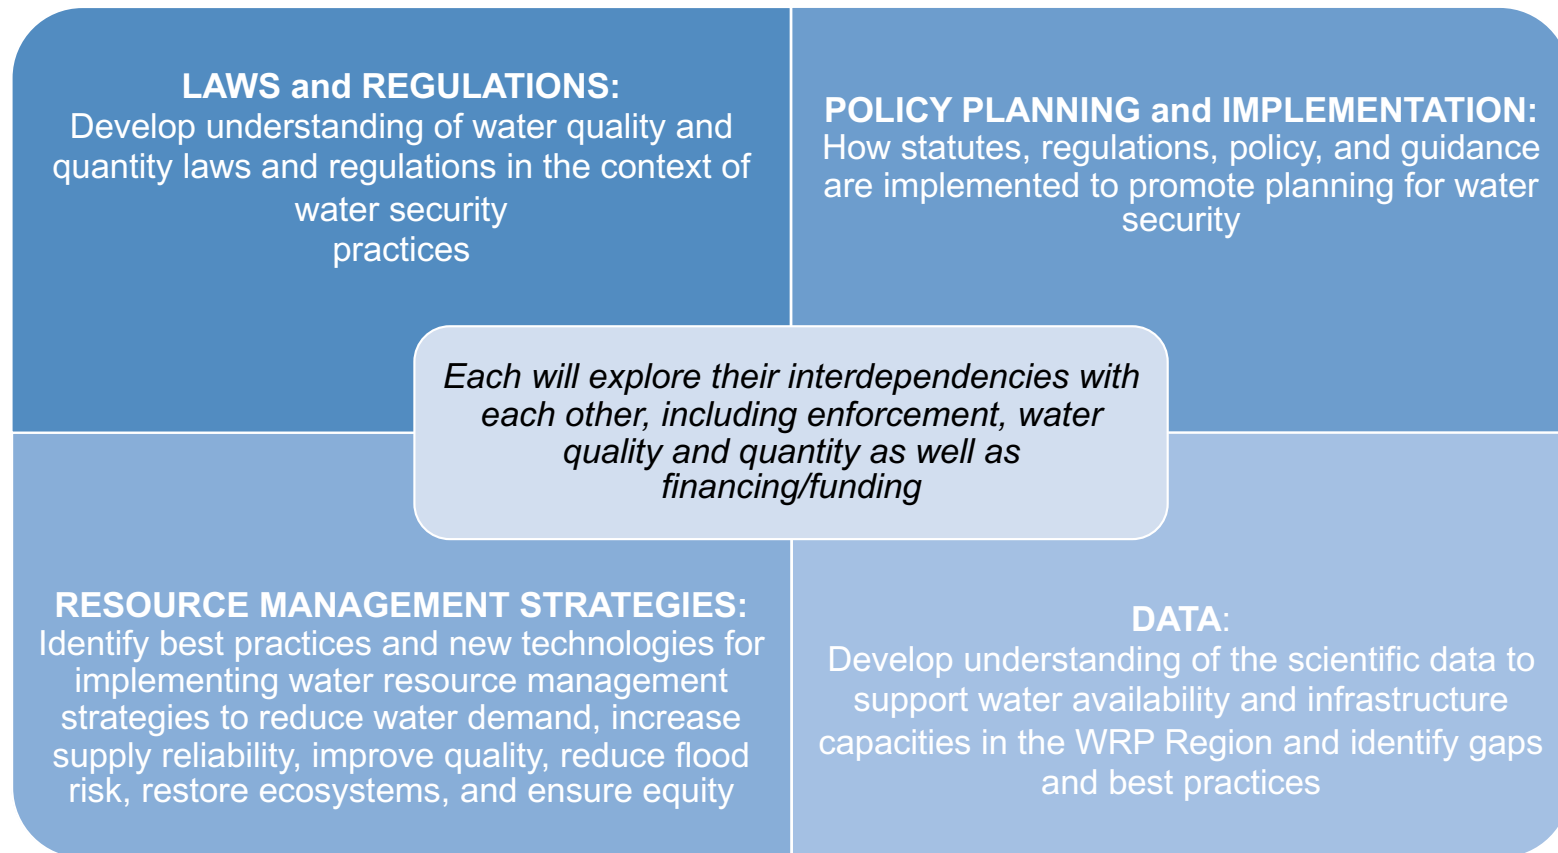 LAWS and REGULATIONS:
Develop understanding of water quality and
quantity laws and regulations in the context of
water security
practices
POLICY PLANNING and IMPLEMENTATION:
How statutes, regulations, policy, and guidance
are implemented to promote planning for water
security
Each will explore their interdependencies with
each other, including enforcement, water
quality and quantity as well as
financing/funding
RESOURCE MANAGEMENT STRATEGIES:
Identify best practices and new technologies for
implementing water resource management
strategies to reduce water demand, increase
supply reliability, improve quality, reduce flood
risk, restore ecosystems, and ensure equity
DATA:
Develop understanding of the scientific data to
support water availability and infrastructure
capacities in the WRP Region and identify gaps
and best practices